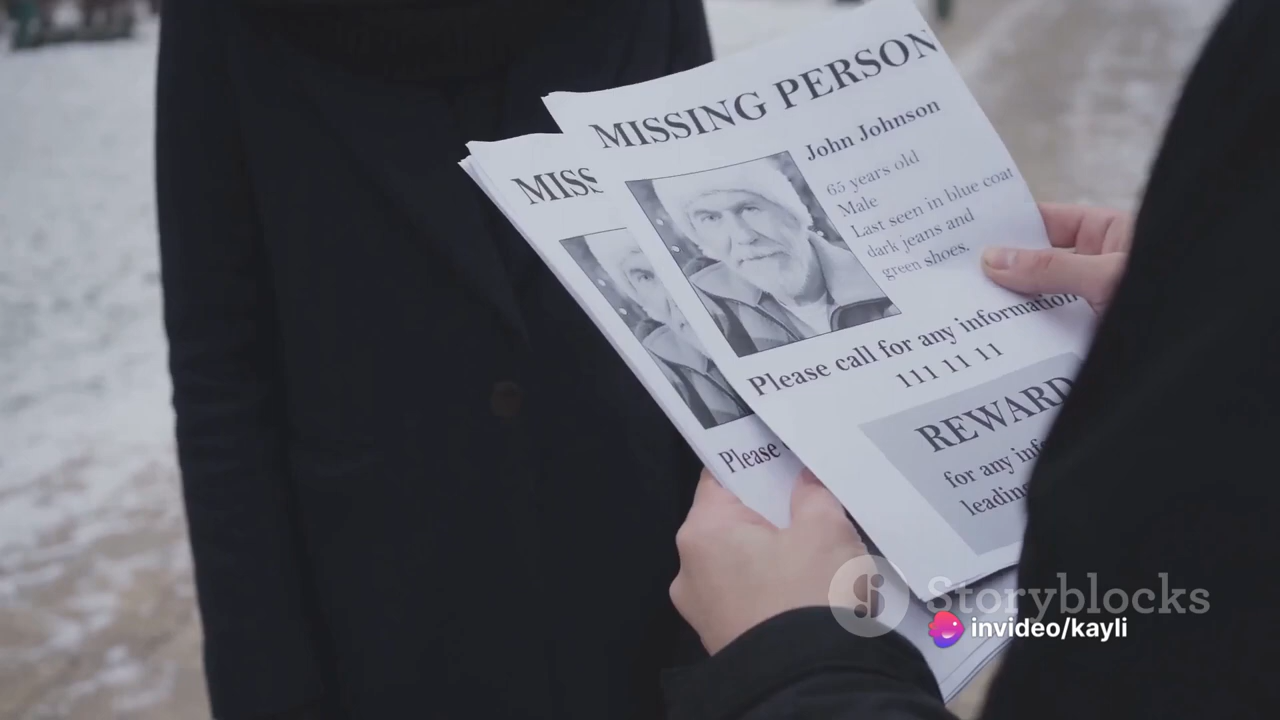 MISSING PERSON
John Johnson
65 years old
Male
Last seen in blue coat
dark jeans and
green shoes.
Please call for any information
111 11 11
REWARD
for any
leading
MISS
Please
Storyblocks
invideo/kayli